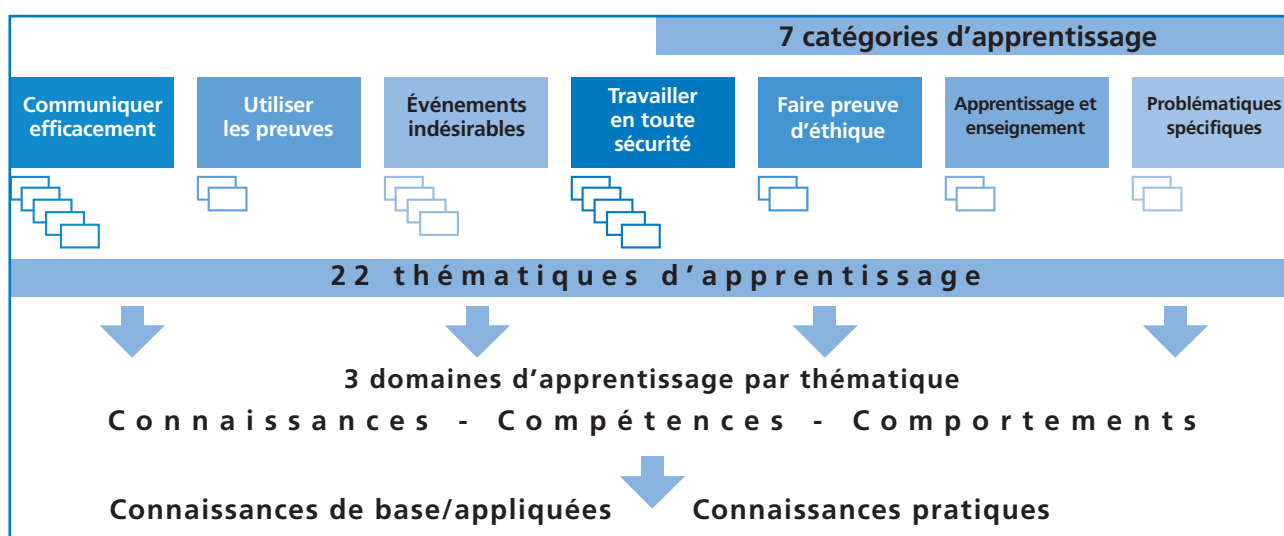 7 catégories d’apprentissage
Communiquer
efficacement
Utiliser
les preuves
Événements
indésirables
Travailler
en toute
sécurité
Faire preuve
d’éthique
Apprentissage et
enseignement
Problématiques
spécifiques
22 thématiques d’apprentissage
3 domaines d’apprentissage par thématique
Connaissances - Compétences - Comportements
Connaissances de base/appliquées
Connaissances pratiques